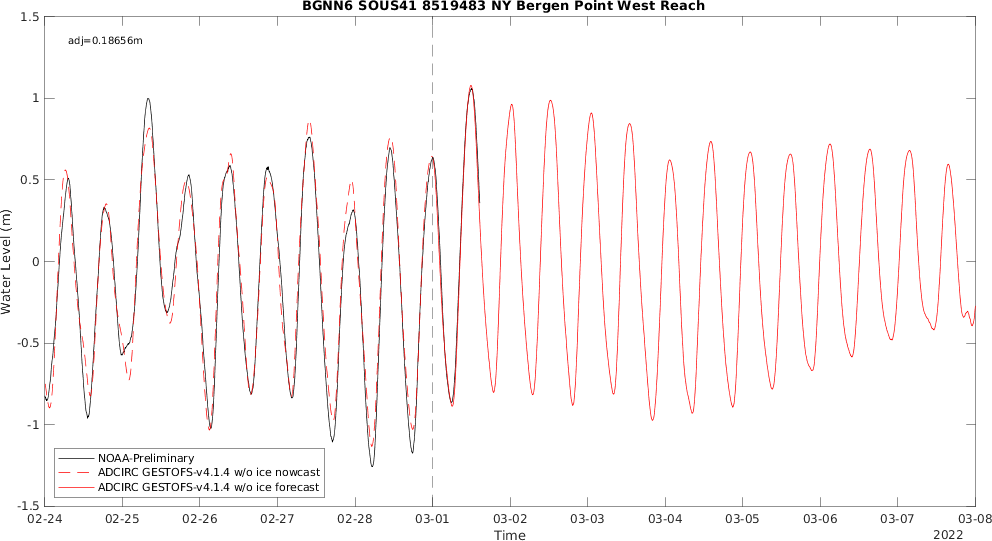 BGNN6 SOUS41 8519483 NY Bergen Point West Reach
adj=0.18656m
1.5
1
0.5
0
-0.5
-1
-1.5
Water Level (m)
NOAA-Preliminary
ADCIRC GESTOFS-v4.1.4 w/o ice nowcast
ADCIRC GESTOFS-v4.1.4 w/o ice forecast
02-24 02-25 02-26 02-27 02-28 03-01 03-02 03-03 03-04 03-05 03-06 03-07 03-08
Time
2022